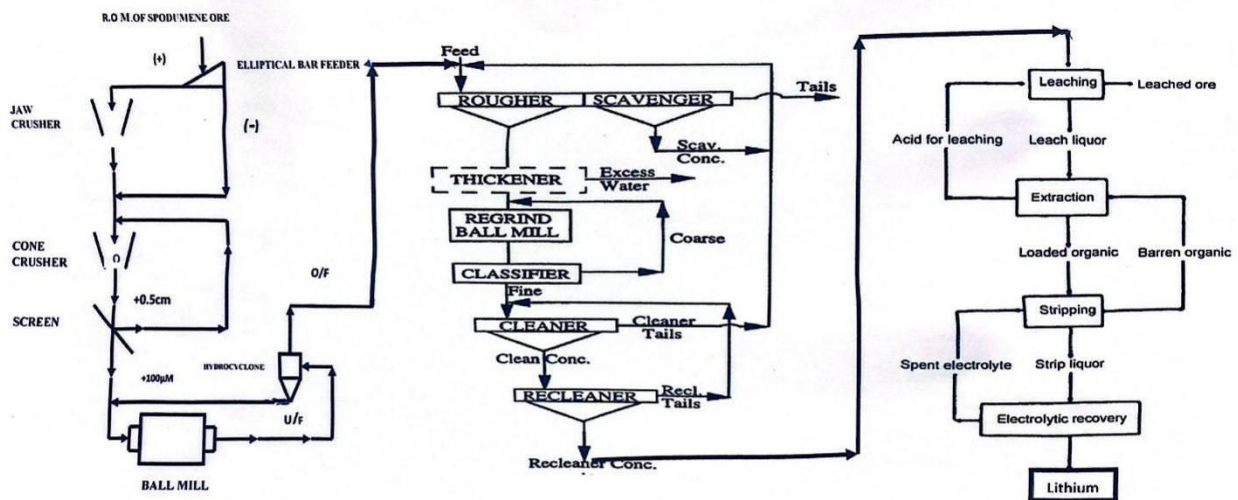 R.O M.OF SPODUMENE ORE
(+)
ELLIPTICAL BAR FEEDER
JAW
CRUSHER
(-)
CONE
CRUSHER
Ω
O/F
+0.5cm
SCREEN
HYDROCYCLONE
+100µM
U/F
BALL MILL
Feed
ROUGHER
SCAVENGER
Tails
Scav.
Conc.
THICKENER
Excess
Water
REGRIND
BALL MILL
Coarse
CLASSIFIER
Fine
CLEANER
Cleaner
Tails
Clean Conc.
RECLEANER
Recl.
Tails
Recleaner Conc.
Leaching
Leached ore
Acid for leaching
Leach liquor
Extraction
Loaded organic
Barren organic
Stripping
Spent electrolyte
Strip liquor
Electrolytic recovery
Lithium